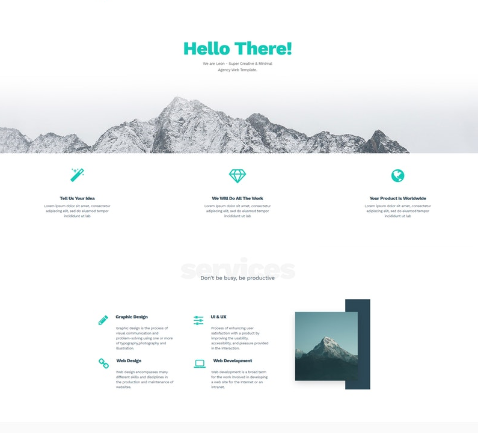 Hello There!
We are Leon - Super Creative & Minimal
Agency Web Template.
Tell Us Your Idea
We Will Do All The Work
Your Product is Worldwide
Lorem ipsum dolor sit amet, consectetur
adipiscing elit, sed do eiusmod tempor
incididunt ut lab
Lorem ipsum dolor sit amet, consectetur
adipiscing elit, sed do eiusmod tempor
incididunt ut lab
Lorem ipsum dolor sit amet, consectetur
adipiscing elit, sed do eiusmod tempor
incididunt ut lab
services
Don't be busy, be productive
Graphic Design
Graphic design is the process of
visual communication and
problem-solving using one or more
of typography, photography and
illustration.
UI & UX
Process of enhancing user
satisfaction with a product by
improving the usability,
accessibility, and pleasure provided
in the interaction.
Web Design
Web design encompasses many
different skills and disciplines in
the production and maintenance of
websites.
Web Development
Web development is a broad term
for the work involved in developing
a web site for the Internet or an
intranet.